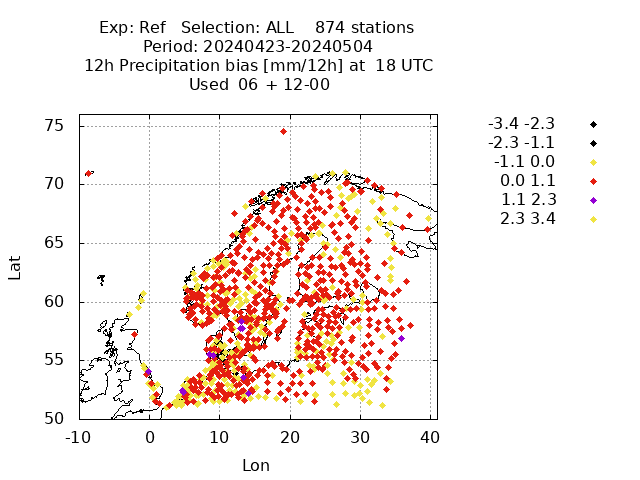 Exp: Ref   Selection: ALL    874 stations
Period: 20240423-20240504
12h Precipitation bias [mm/12h] at  18 UTC
Used  06 + 12-00
-3.4 -2.3
-2.3 -1.1
-1.1 0.0
0.0 1.1
1.1 2.3
2.3 3.4
75
70
65
60
55
50
Lat
-10 0 10 20 30 40
Lon